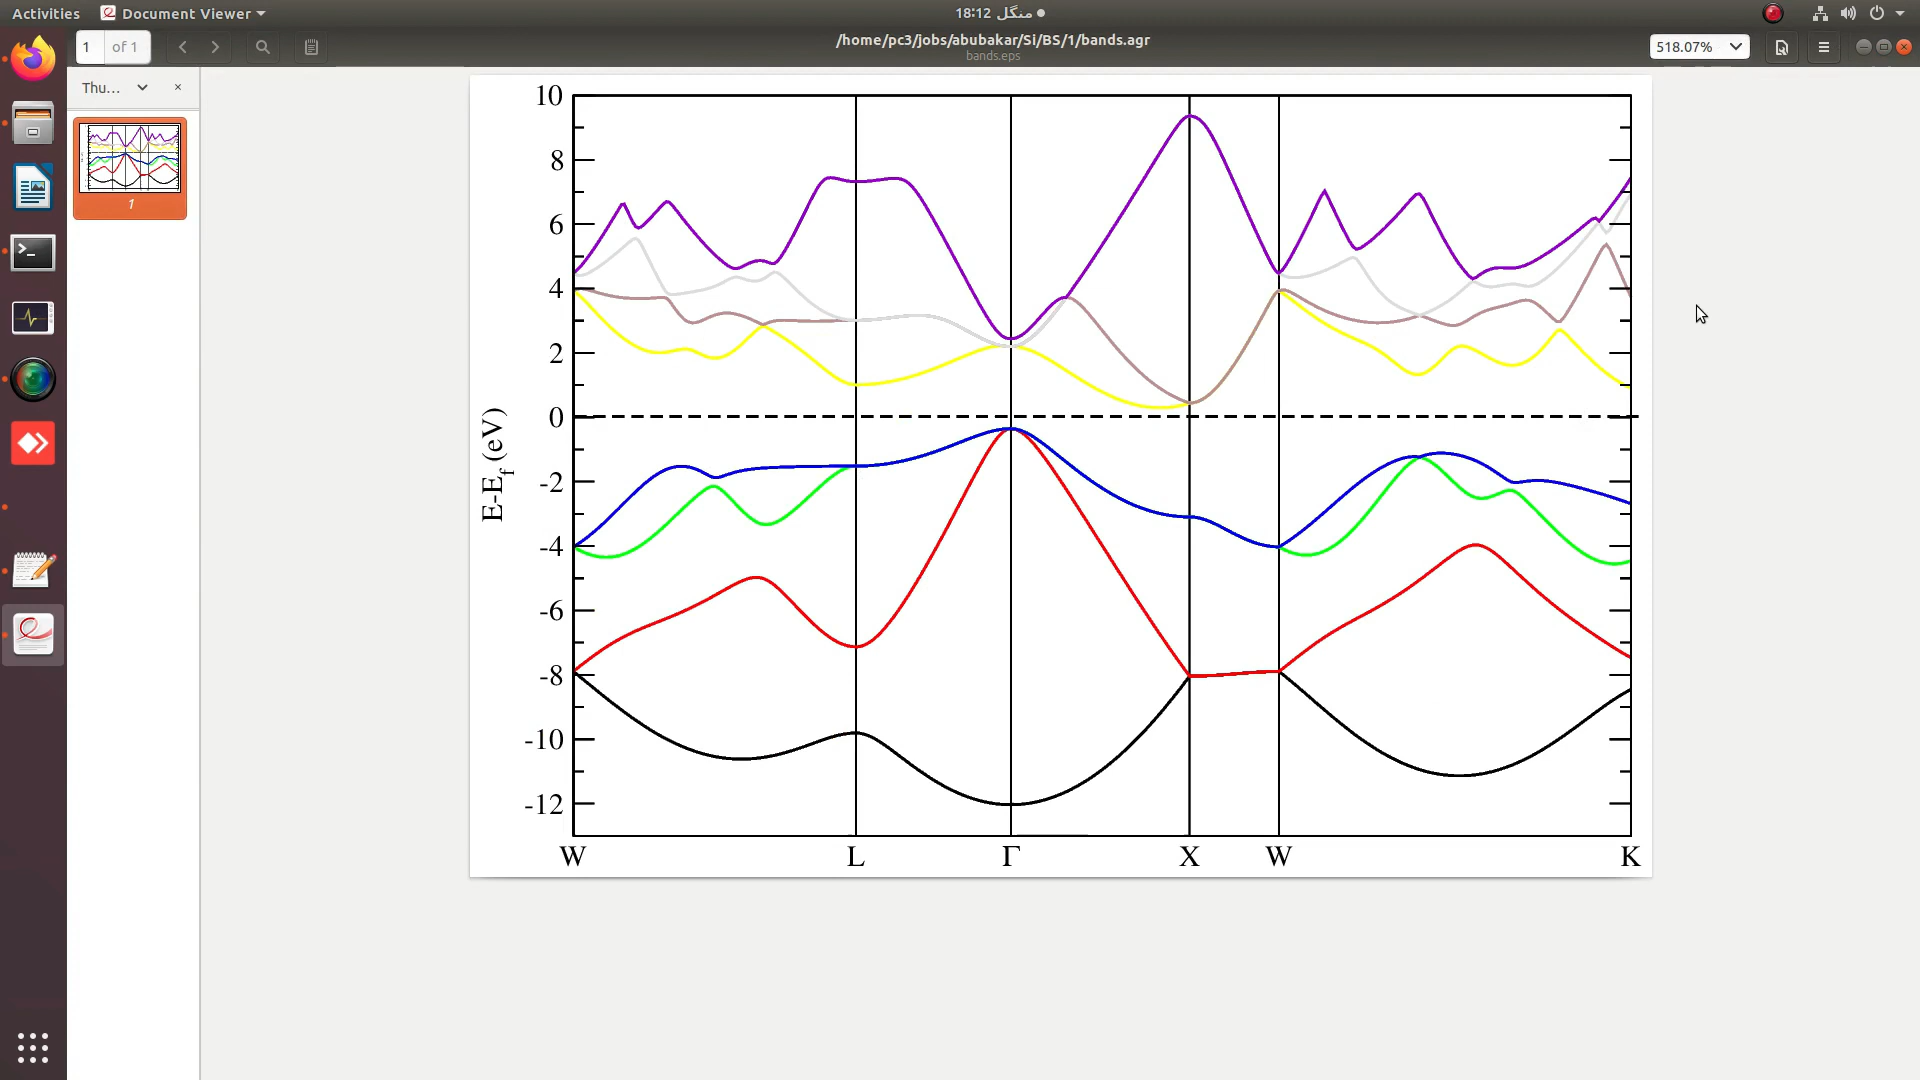 Activities
Document Viewer
منگل 18:12
1 of 1
/home/pc3/jobs/abubakar/Si/BS/1/bands.agr
bands.eps
518.07%
Thu...
1
10
8
6
4
2
0
-2
-4
-6
-8
-10
-12
E-Ef (eV)
W L Γ X W K